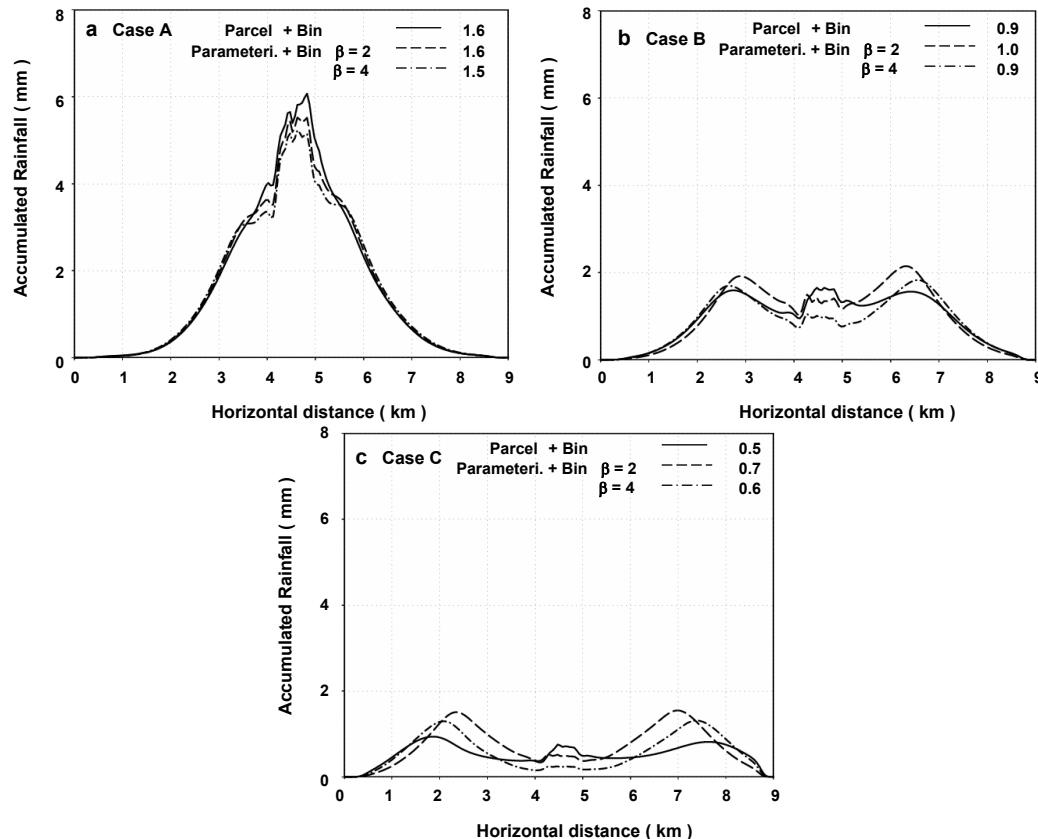 a Case A
Parcel + Bin 1.6
Parameteri. + Bin β = 2 1.6
β = 4 1.5
Accumulated Rainfall ( mm )
8
6
4
2
0
0 1 2 3 4 5 6 7 8 9
Horizontal distance ( km )
b Case B
Parcel + Bin 0.9
Parameteri. + Bin β = 2 1.0
β = 4 0.9
Accumulated Rainfall ( mm )
8
6
4
2
0
0 1 2 3 4 5 6 7 8 9
Horizontal distance ( km )
c Case C
Parcel + Bin 0.5
Parameteri. + Bin β = 2 0.7
β = 4 0.6
Accumulated Rainfall ( mm )
8
6
4
2
0
0 1 2 3 4 5 6 7 8 9
Horizontal distance ( km )